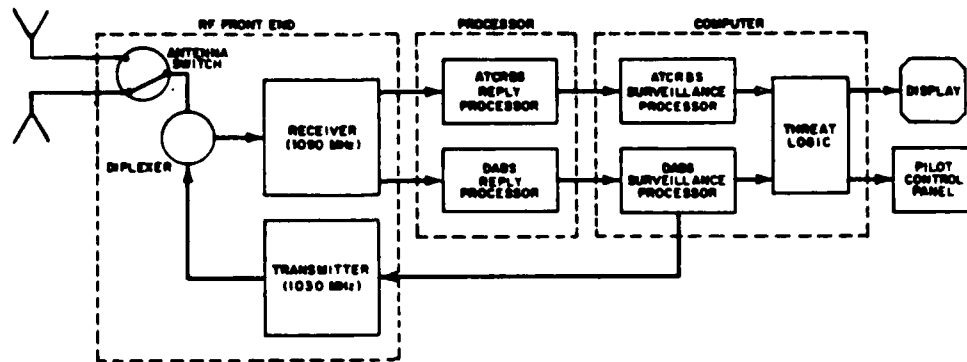 RF FRONT END
PROCESSOR
COMPUTER
ANTENNA
SWITCH
DIPLEXER
RECEIVER
(1090 MHz)
TRANSMITTER
(1030 MHz)
ATCRBS
REPLY
PROCESSOR
DABS
REPLY
PROCESSOR
ATCRBS
SURVEILLANCE
PROCESSOR
DABS
SURVEILLANCE
PROCESSOR
THREAT
LOGIC
DISPLAY
PILOT
CONTROL
PANEL